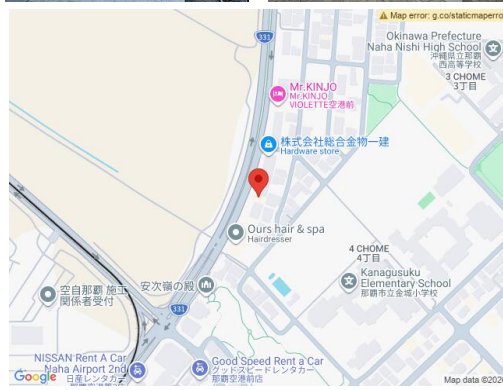 Map error: g.co/staticmaperro
331
Okinawa Prefecture
Naha Nishi High School
沖縄県立那覇
西高等学校
3 CHOME
3丁目
Mr.KINJO
Mr.KINJO
VIOLETTE空港前
株式会社総合金物一建
Hardware store
Ours hair & spa
Hairdresser
4 CHOME
4丁目
安次嶺の殿
Kanagusuku
Elementary School
那覇市立金城小学校
空自那覇 施工
関係者受付
331
NISSAN Rent A Car
Naha Airport 2nd
日産レンタカー
Good Speed Rent a Car
グッドスピードレンタカー
那覇空港前店
Google
Map data ©202